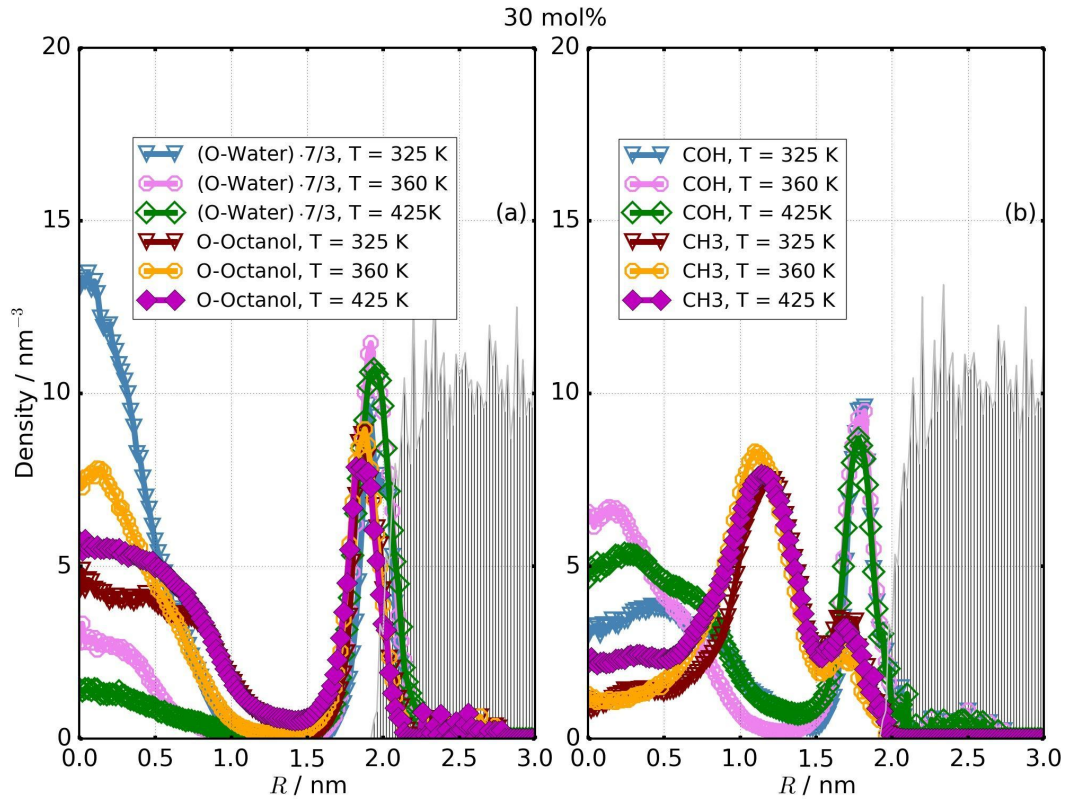 30 mol%
Density / nm⁻³
20
15
10
5
0
(O-Water) ·7/3, T = 325 K
(O-Water) ·7/3, T = 360 K
(O-Water) ·7/3, T = 425K
O-Octanol, T = 325 K
O-Octanol, T = 360 K
O-Octanol, T = 425 K
(a)
0.0 0.5 1.0 1.5 2.0 2.5 3.0
R / nm
20
15
10
5
0
COH, T = 325 K
COH, T = 360 K
COH, T = 425K
CH3, T = 325 K
CH3, T = 360 K
CH3, T = 425 K
(b)
0.0 0.5 1.0 1.5 2.0 2.5 3.0
R / nm